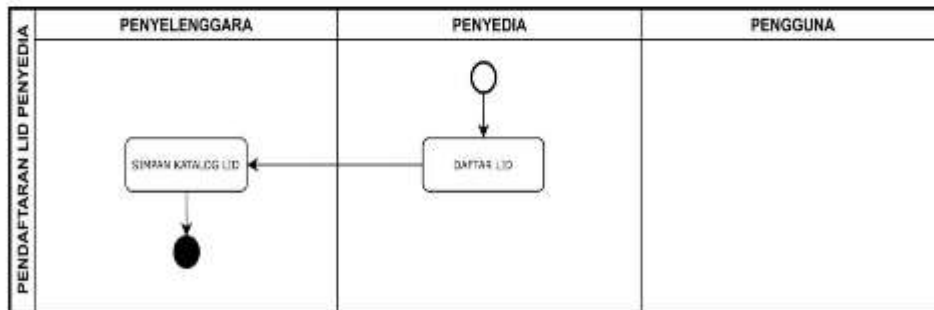 PENDAFTARAN LID PENYEDIA
PENYELENGGARA
PENYEDIA
PENGGUNA
SIMPAN KATALOG LID
DAFTAR LID